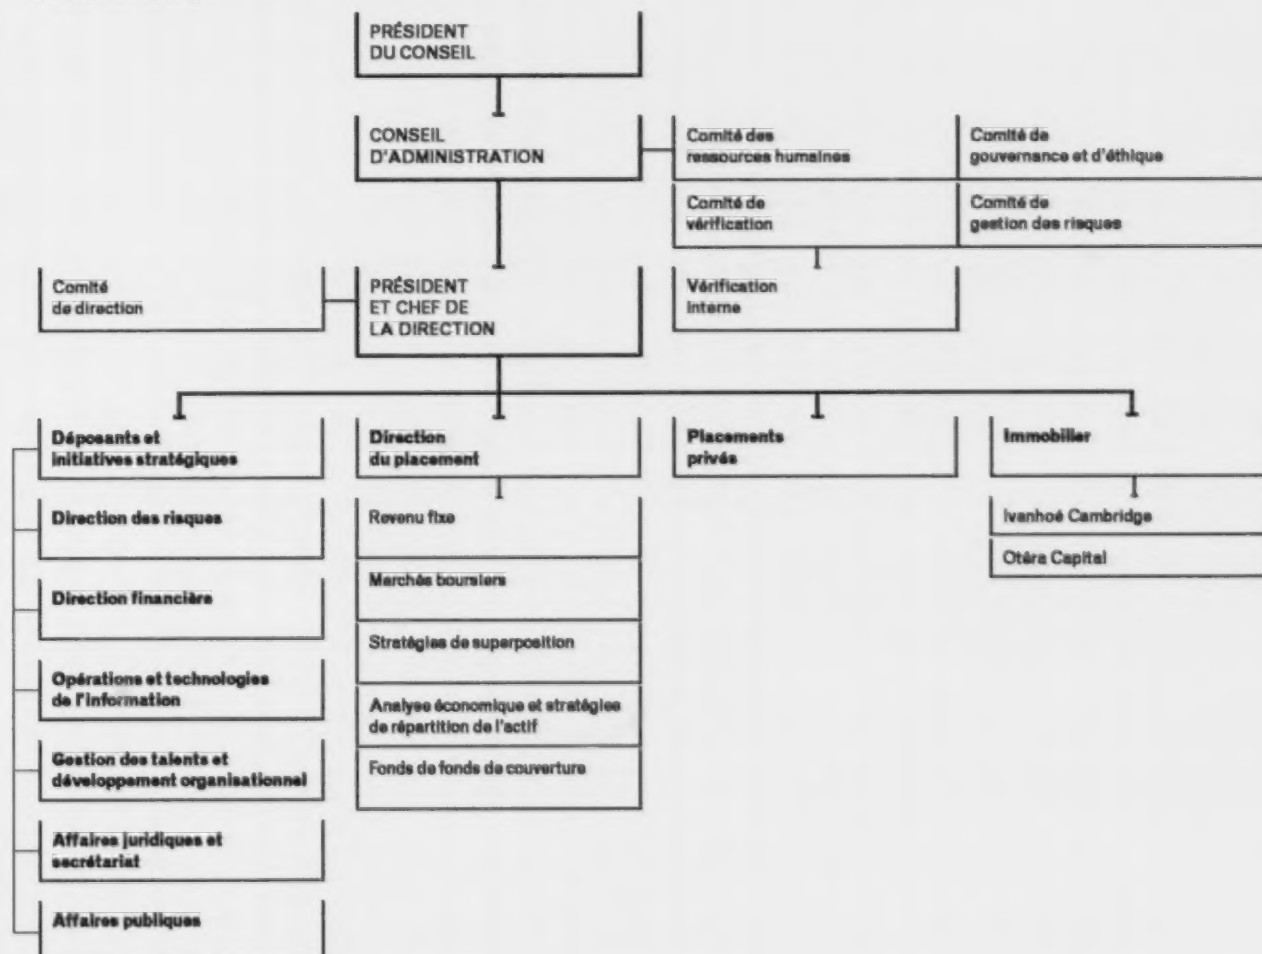 PRÉSIDENT
DU CONSEIL
CONSEIL
D'ADMINISTRATION
Comité des
ressources humaines
Comité de
gouvernance et d'éthique
Comité de
vérification
Comité de
gestion des risques
Comité
de direction
PRÉSIDENT
ET CHEF DE
LA DIRECTION
Vérification
interne
Déposants et
initiatives stratégiques
Direction
du placement
Placements
privés
Immobilier
Direction des risques
Direction financière
Opérations et technologies
de l'information
Gestion des talents et
développement organisationnel
Affaires juridiques et
secrétariat
Affaires publiques
Revenu fixe
Marchés boursiers
Stratégies de superposition
Analyse économique et stratégies
de répartition de l'actif
Fonds de fonds de couverture
Ivanhoé Cambridge
Otéra Capital